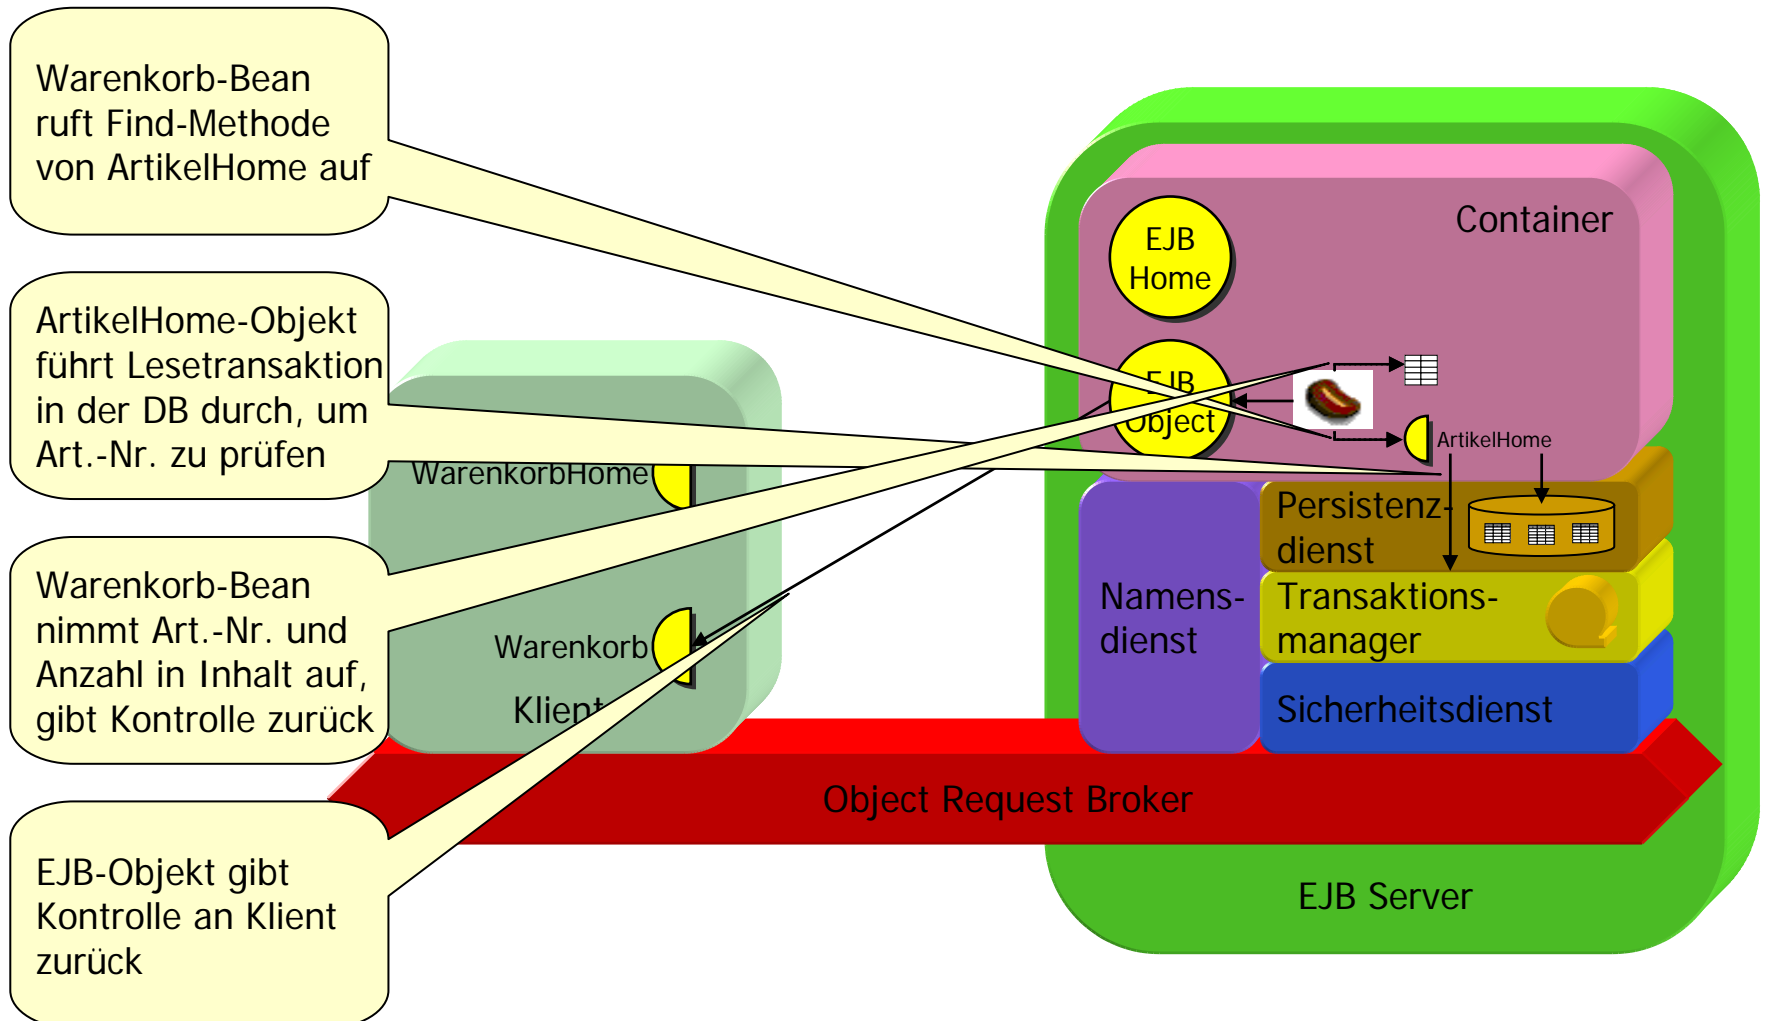 Warenkorb-Bean
ruft Find-Methode
von ArtikelHome auf
ArtikelHome-Objekt
führt Lesetransaktion
in der DB durch, um
Art.-Nr. zu prüfen
Warenkorb-Bean
nimmt Art.-Nr. und
Anzahl in Inhalt auf,
gibt Kontrolle zurück
EJB-Objekt gibt
Kontrolle an Klient
zurück
WarenkorbHome
Warenkorb
Klient
Container
EJB
Home
EJB
Object
ArtikelHome
Persistenz-
dienst
Namens-
dienst
Transaktions-
manager
Sicherheitsdienst
Object Request Broker
EJB Server